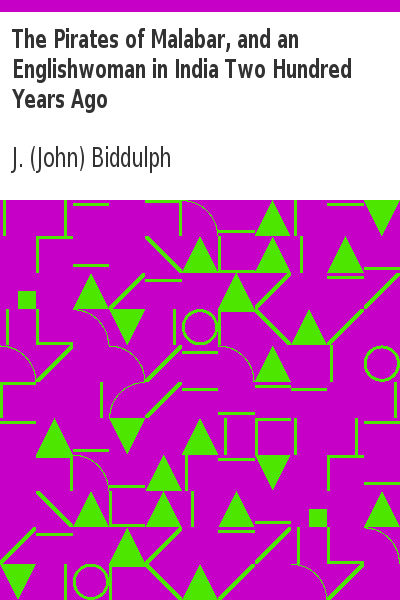 The Pirates of Malabar, and an
Englishwoman in India Two Hundred
Years Ago
J. (John) Biddulph